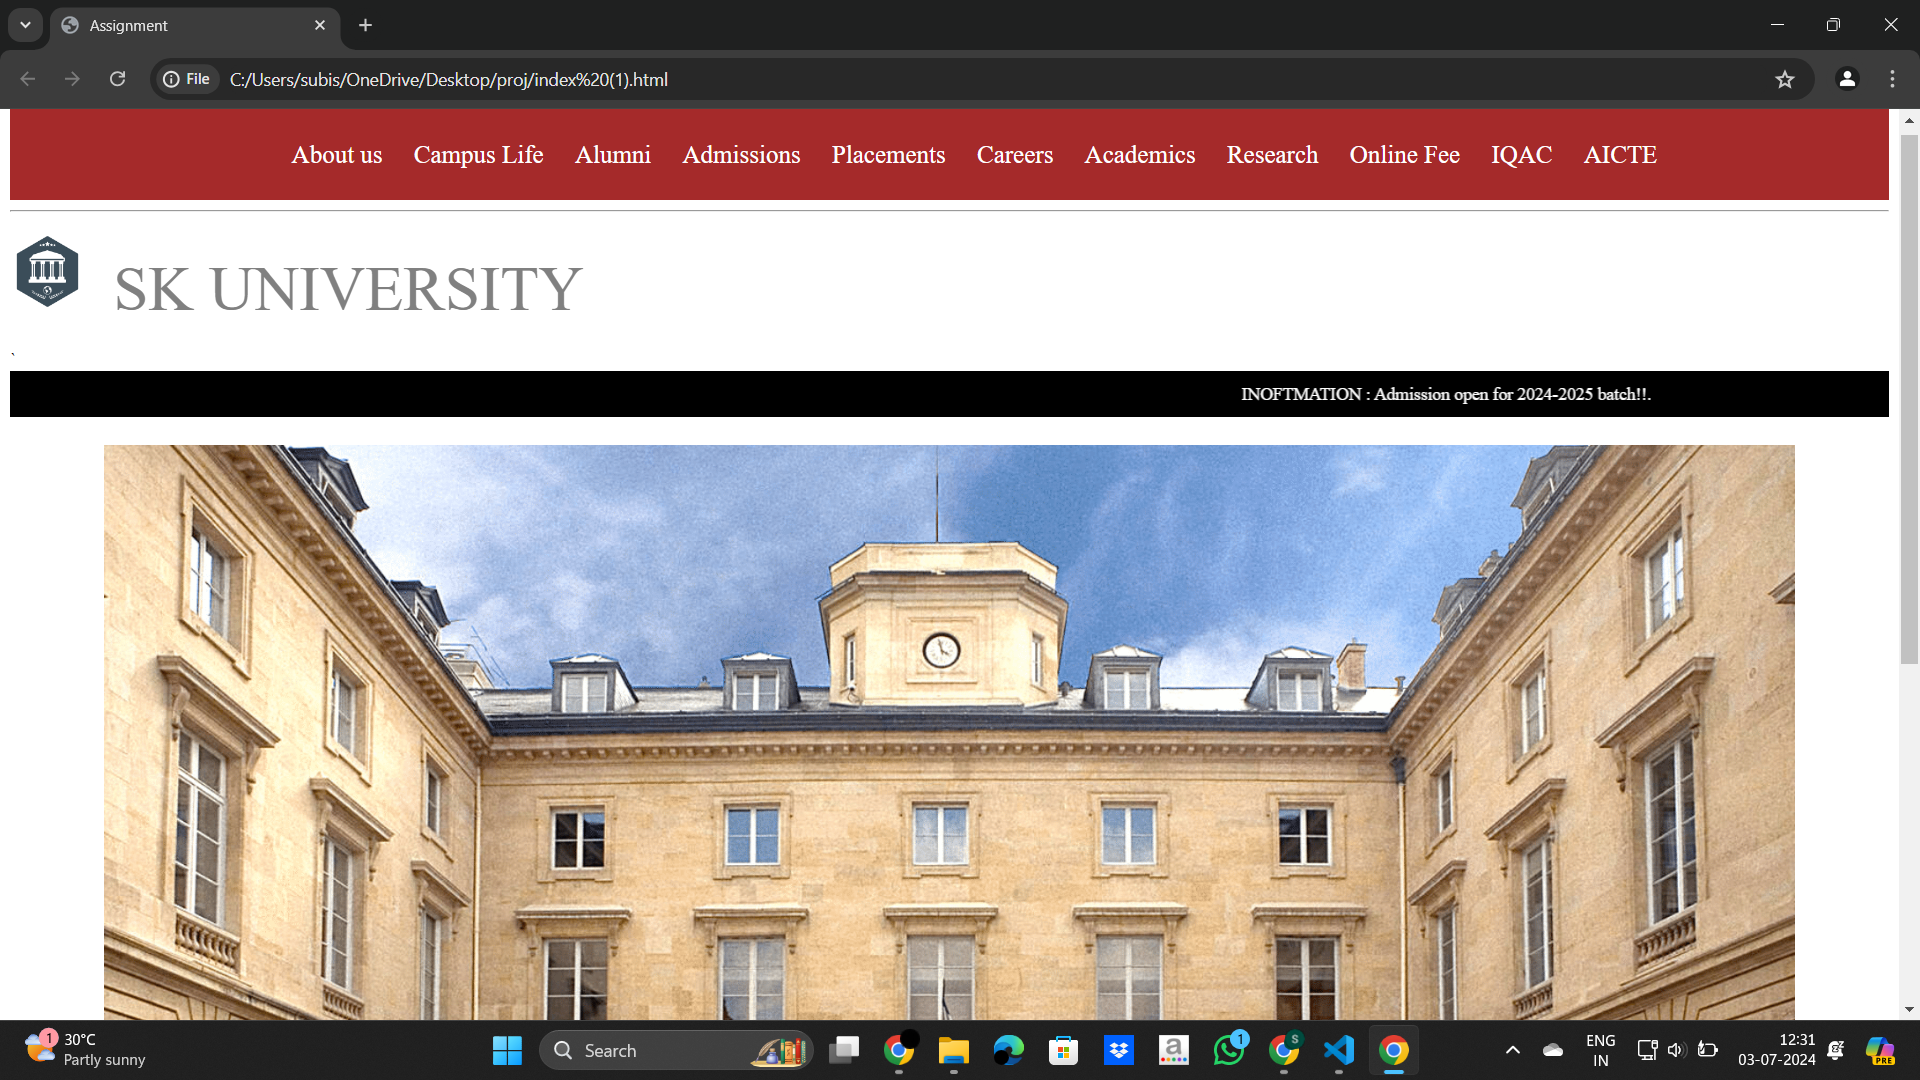 Assignment
File
C:/Users/subis/OneDrive/Desktop/proj/index%20(1).html
About us Campus Life Alumni Admissions Placements Careers Academics Research Online Fee IQAC AICTE
SK UNIVERSITY
`
INOFTMATION : Admission open for 2024-2025 batch!!.
1
30°C
Partly sunny
Search
a
1
S
ENG
IN
12:31
03-07-2024
PRE